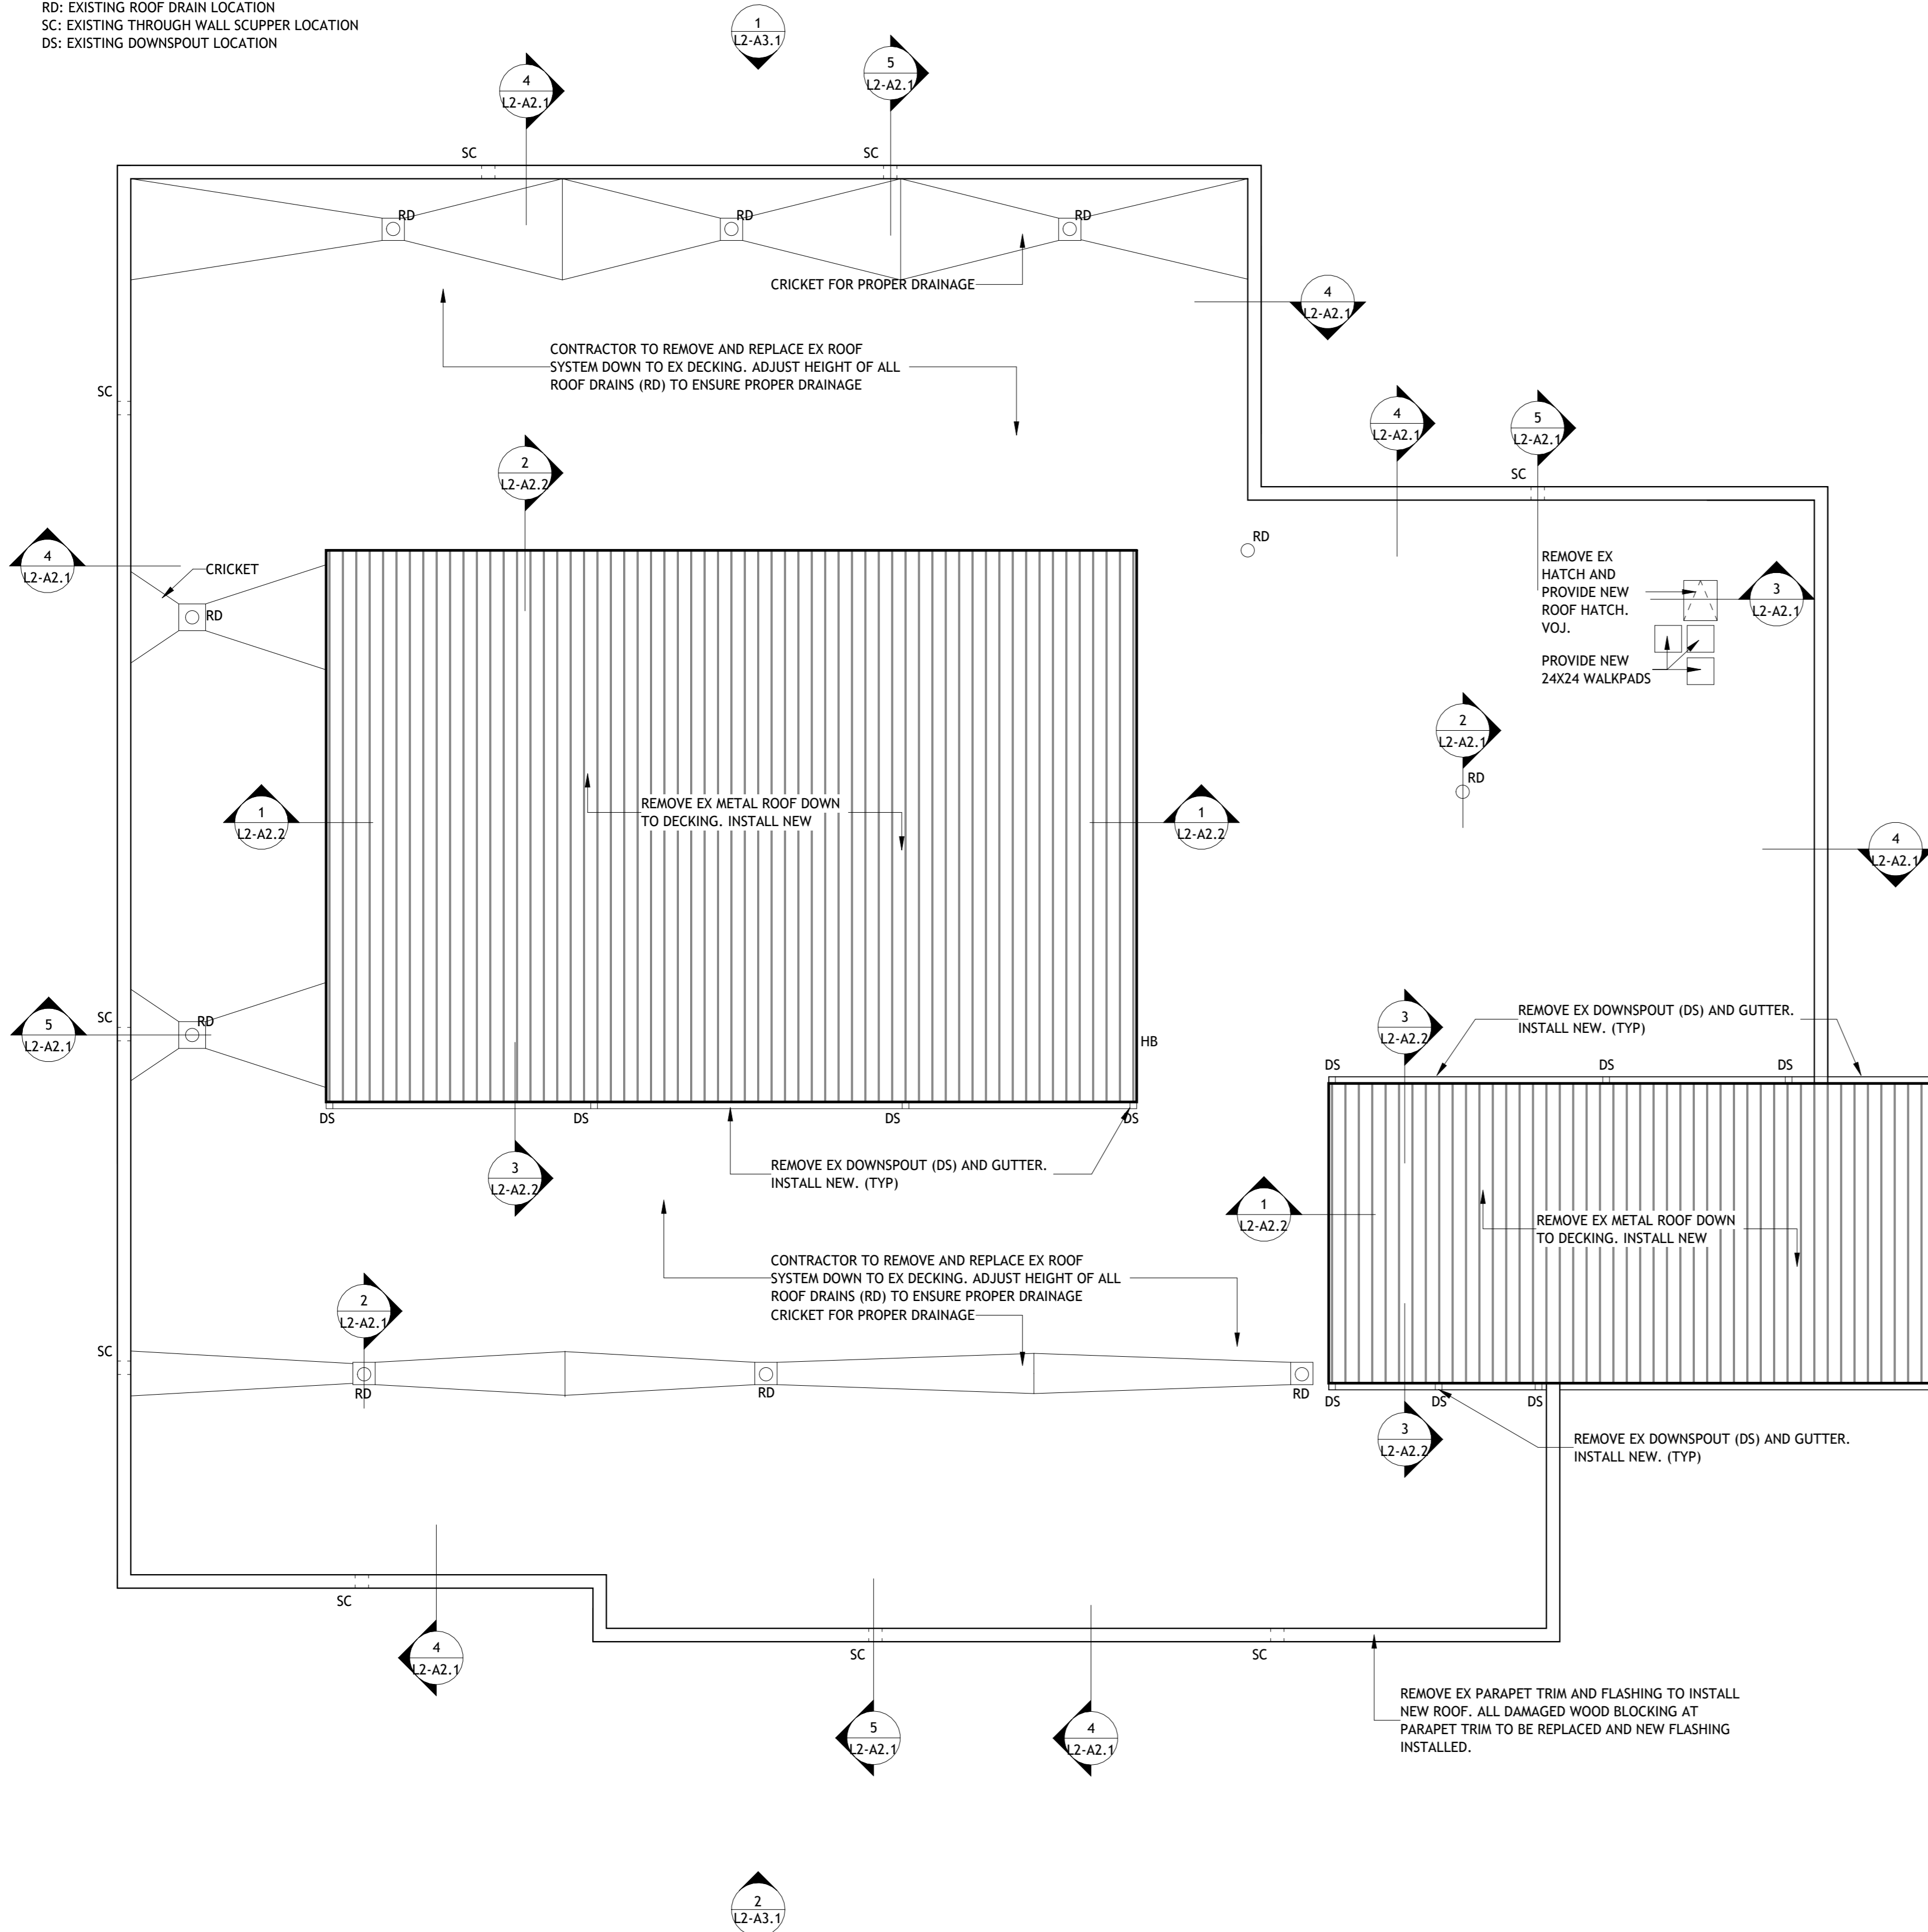 RD: EXISTING ROOF DRAIN LOCATION
SC: EXISTING THROUGH WALL SCUPPER LOCATION
DS: EXISTING DOWNSPOUT LOCATION
1
L2-A3.1
4
L2-A2.1
5
L2-A2.1
SC
SC
RD
RD
RD
CRICKET FOR PROPER DRAINAGE
4
L2-A2.1
CONTRACTOR TO REMOVE AND REPLACE EX ROOF
SYSTEM DOWN TO EX DECKING. ADJUST HEIGHT OF ALL
ROOF DRAINS (RD) TO ENSURE PROPER DRAINAGE
SC
4
L2-A2.1
5
L2-A2.1
2
L2-A2.2
SC
RD
4
L2-A2.1
CRICKET
RD
REMOVE EX
HATCH AND
PROVIDE NEW
ROOF HATCH.
VOJ.
3
L2-A2.1
PROVIDE NEW
24X24 WALKPADS
2
L2-A2.1
RD
1
L2-A2.2
REMOVE EX METAL ROOF DOWN
TO DECKING. INSTALL NEW
1
L2-A2.2
4
L2-A2.1
SC
RD
5
L2-A2.1
HB
3
L2-A2.2
REMOVE EX DOWNSPOUT (DS) AND GUTTER.
INSTALL NEW. (TYP)
DS
DS
DS
DS
DS
DS
DS
3
L2-A2.2
REMOVE EX DOWNSPOUT (DS) AND GUTTER.
INSTALL NEW. (TYP)
1
L2-A2.2
REMOVE EX METAL ROOF DOWN
TO DECKING. INSTALL NEW
CONTRACTOR TO REMOVE AND REPLACE EX ROOF
SYSTEM DOWN TO EX DECKING. ADJUST HEIGHT OF ALL
ROOF DRAINS (RD) TO ENSURE PROPER DRAINAGE
CRICKET FOR PROPER DRAINAGE
2
L2-A2.1
SC
RD
RD
RD
DS
DS
DS
3
L2-A2.2
REMOVE EX DOWNSPOUT (DS) AND GUTTER.
INSTALL NEW. (TYP)
SC
4
L2-A2.1
SC
SC
5
L2-A2.1
4
L2-A2.1
REMOVE EX PARAPET TRIM AND FLASHING TO INSTALL
NEW ROOF. ALL DAMAGED WOOD BLOCKING AT
PARAPET TRIM TO BE REPLACED AND NEW FLASHING
INSTALLED.
2
L2-A3.1